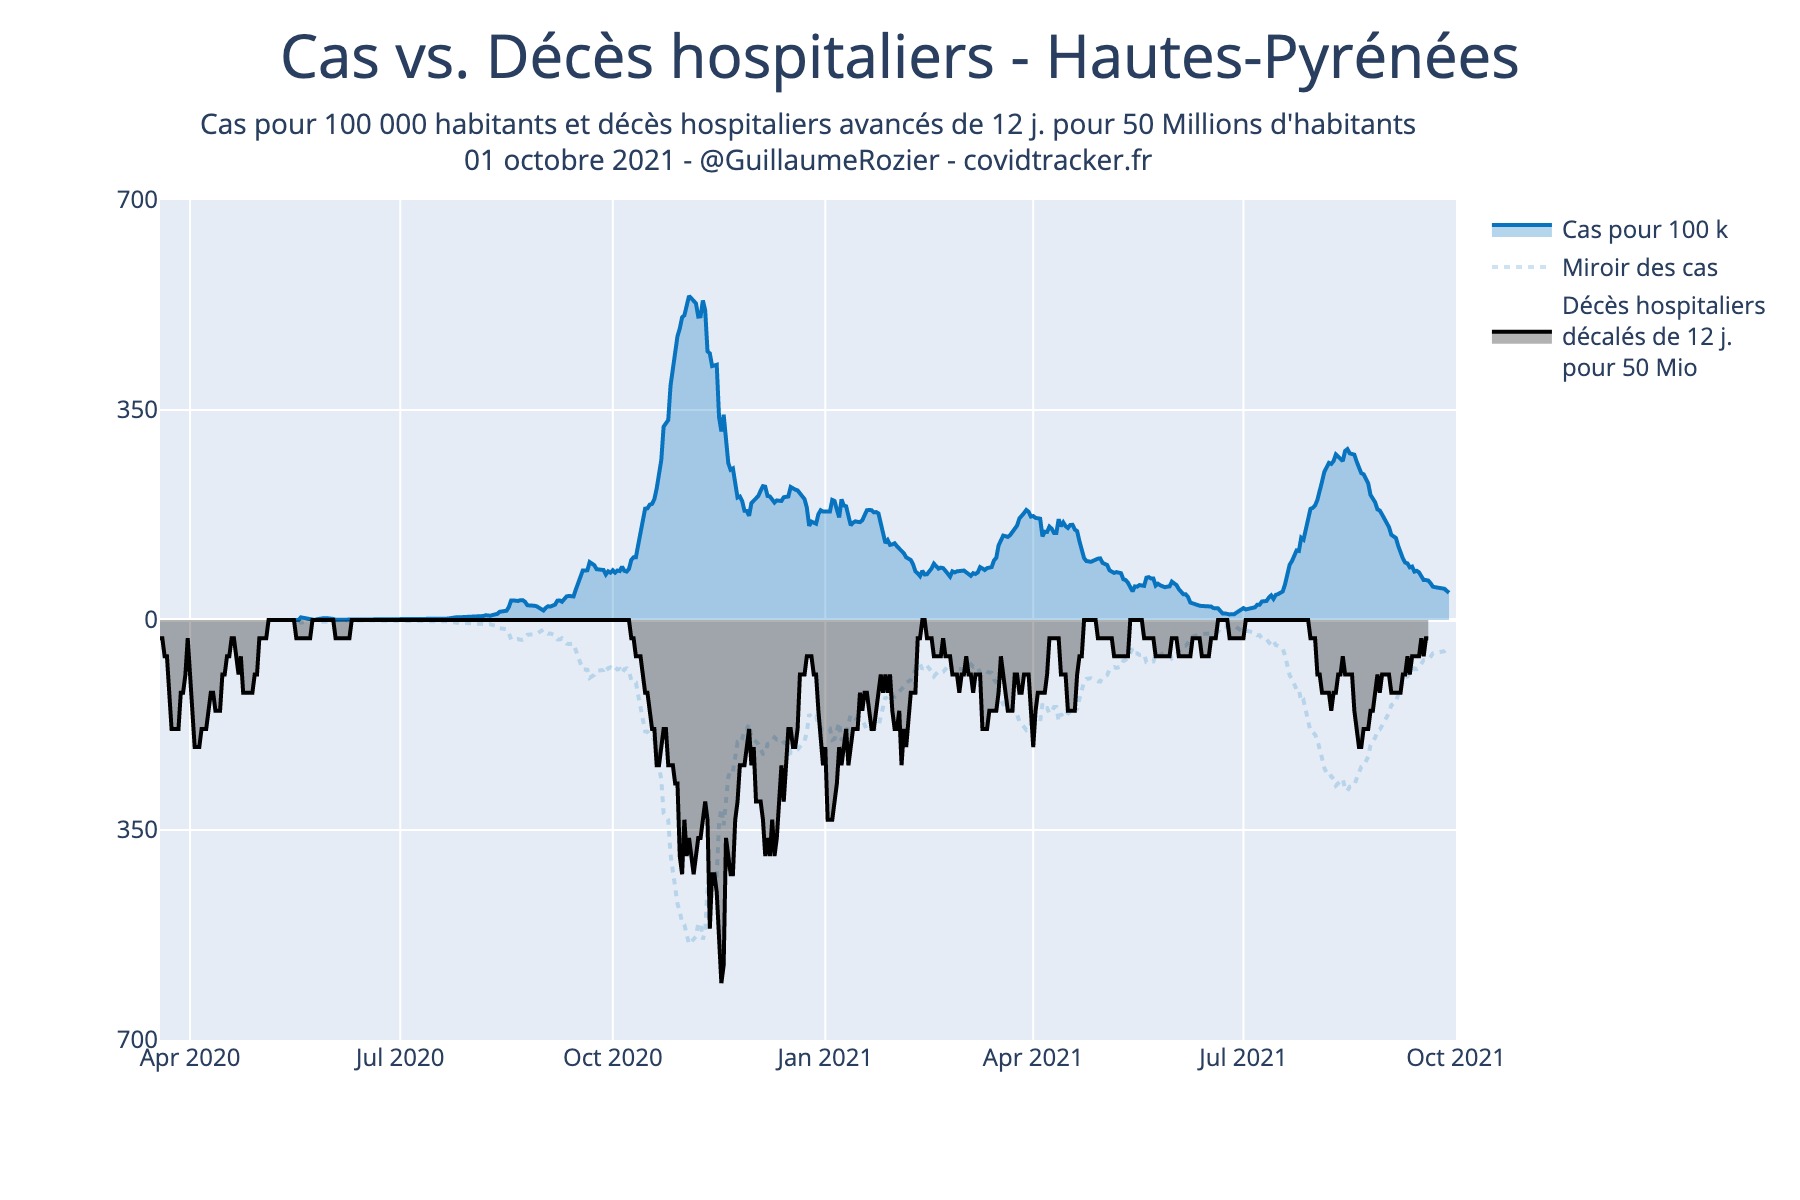 Cas vs. Décès hospitaliers - Hautes-Pyrénées
Cas pour 100 000 habitants et décès hospitaliers avancés de 12 j. pour 50 Millions d'habitants
01 octobre 2021 - @GuillaumeRozier - covidtracker.fr
700
350
0
350
700
Apr 2020
Jul 2020
Oct 2020
Jan 2021
Apr 2021
Jul 2021
Oct 2021
Cas pour 100 k
Miroir des cas
Décès hospitaliers
décalés de 12 j.
pour 50 Mio